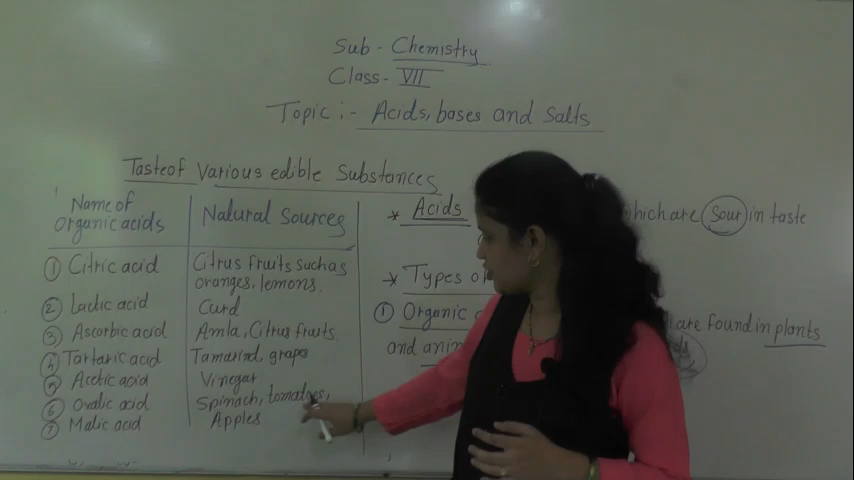 Sub - Chemistry
Class - VII
Topic :- Acids, bases and Salts
Taste of Various edible Substances
Name of Organic acids
Natural Sources
① Citric acid
Citrus fruits such as oranges, lemons.
② Lactic acid
Curd
③ Ascorbic acid
Amla, Citrus fruits
④ Tartaric acid
Tamarind, grapes
⑤ Acetic acid
Vinegar
⑥ Oxalic acid
Spinach, tomatoes,
⑦ Malic acid
Apples
* Acids
which are Sour in taste
* Types of
① Organic
are found in plants
and